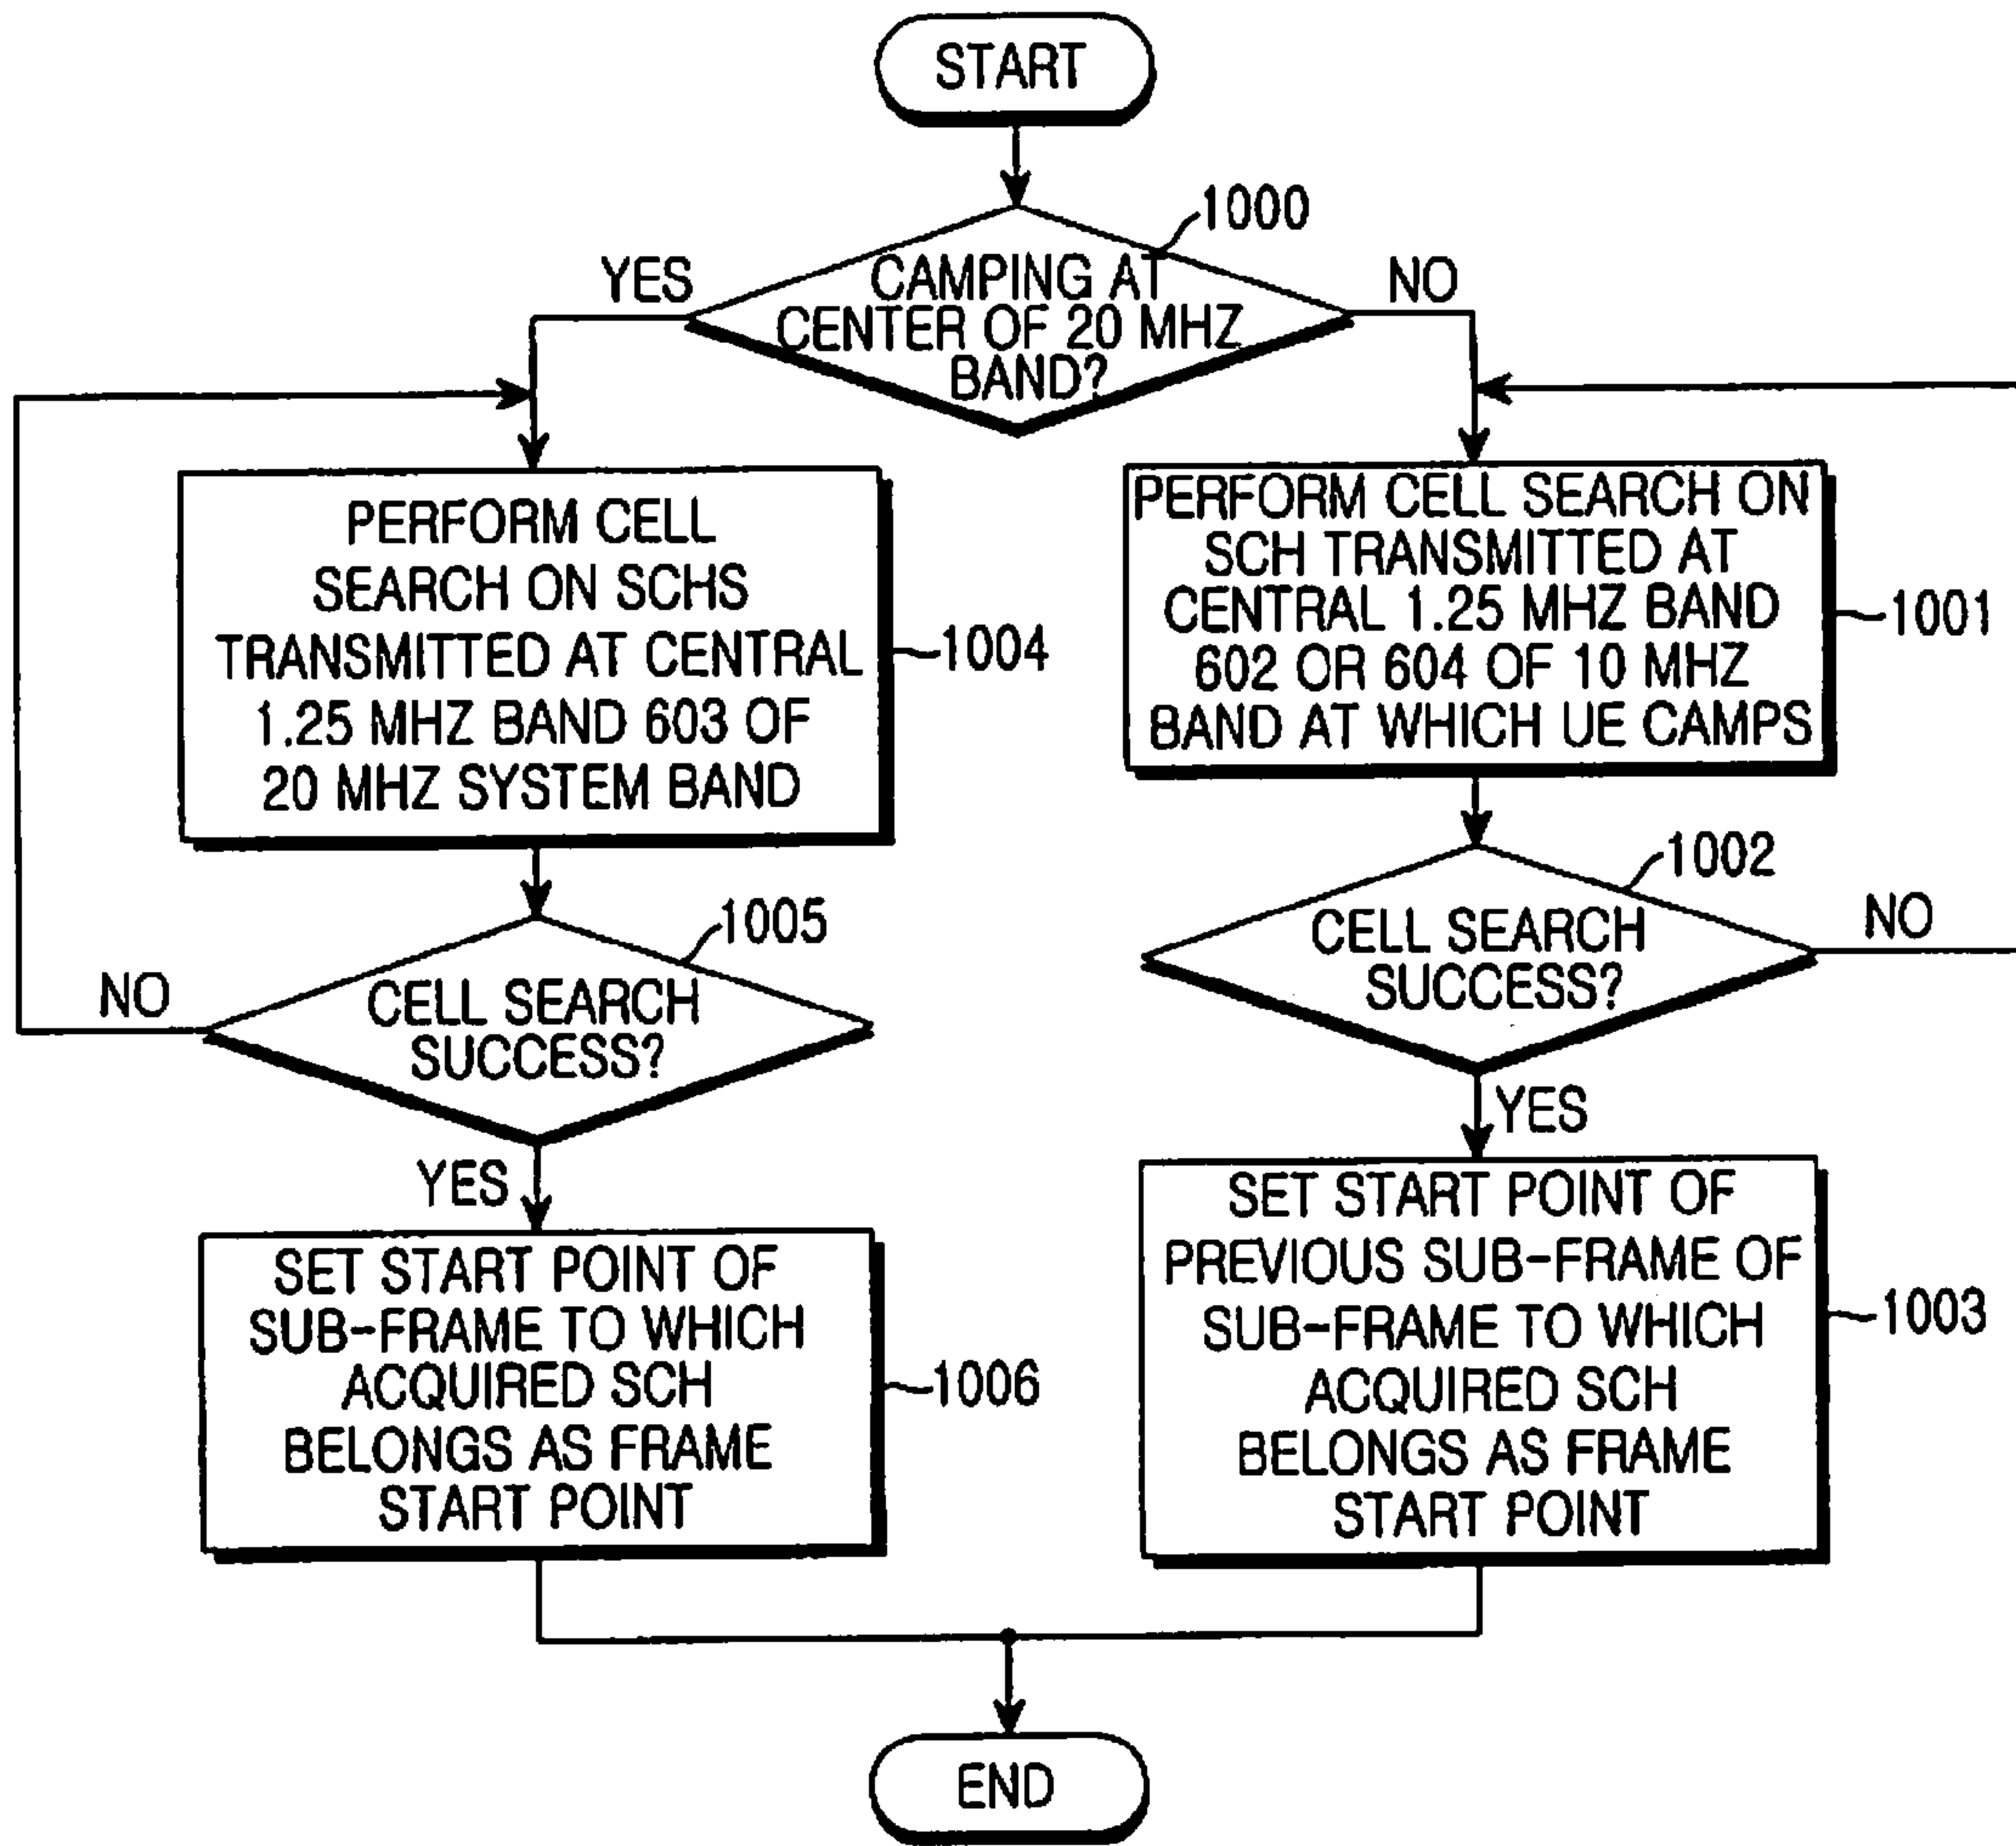 START
1000
YES
CAMPING AT
CENTER OF 20 MHZ
BAND?
NO
PERFORM CELL
SEARCH ON SCHS
TRANSMITTED AT CENTRAL
1.25 MHZ BAND 603 OF
20 MHZ SYSTEM BAND
1004
PERFORM CELL SEARCH ON
SCH TRANSMITTED AT
CENTRAL 1.25 MHZ BAND
602 OR 604 OF 10 MHZ
BAND AT WHICH UE CAMPS
1001
1005
NO
CELL SEARCH
SUCCESS?
YES
1002
CELL SEARCH
SUCCESS?
NO
YES
SET START POINT OF
SUB-FRAME TO WHICH
ACQUIRED SCH
BELONGS AS FRAME
START POINT
1006
SET START POINT OF
PREVIOUS SUB-FRAME OF
SUB-FRAME TO WHICH
ACQUIRED SCH
BELONGS AS FRAME
START POINT
1003
END